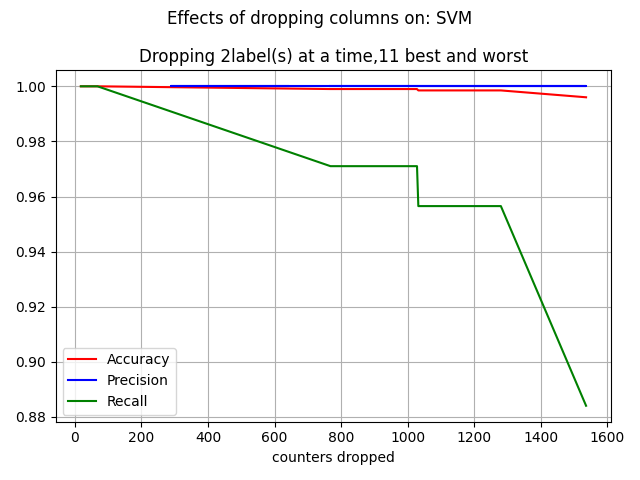 Effects of dropping columns on: SVM
Dropping 2label(s) at a time,11 best and worst
1.00
0.98
0.96
0.94
0.92
0.90
0.88
Accuracy
Precision
Recall
0 200 400 600 800 1000 1200 1400 1600
counters dropped